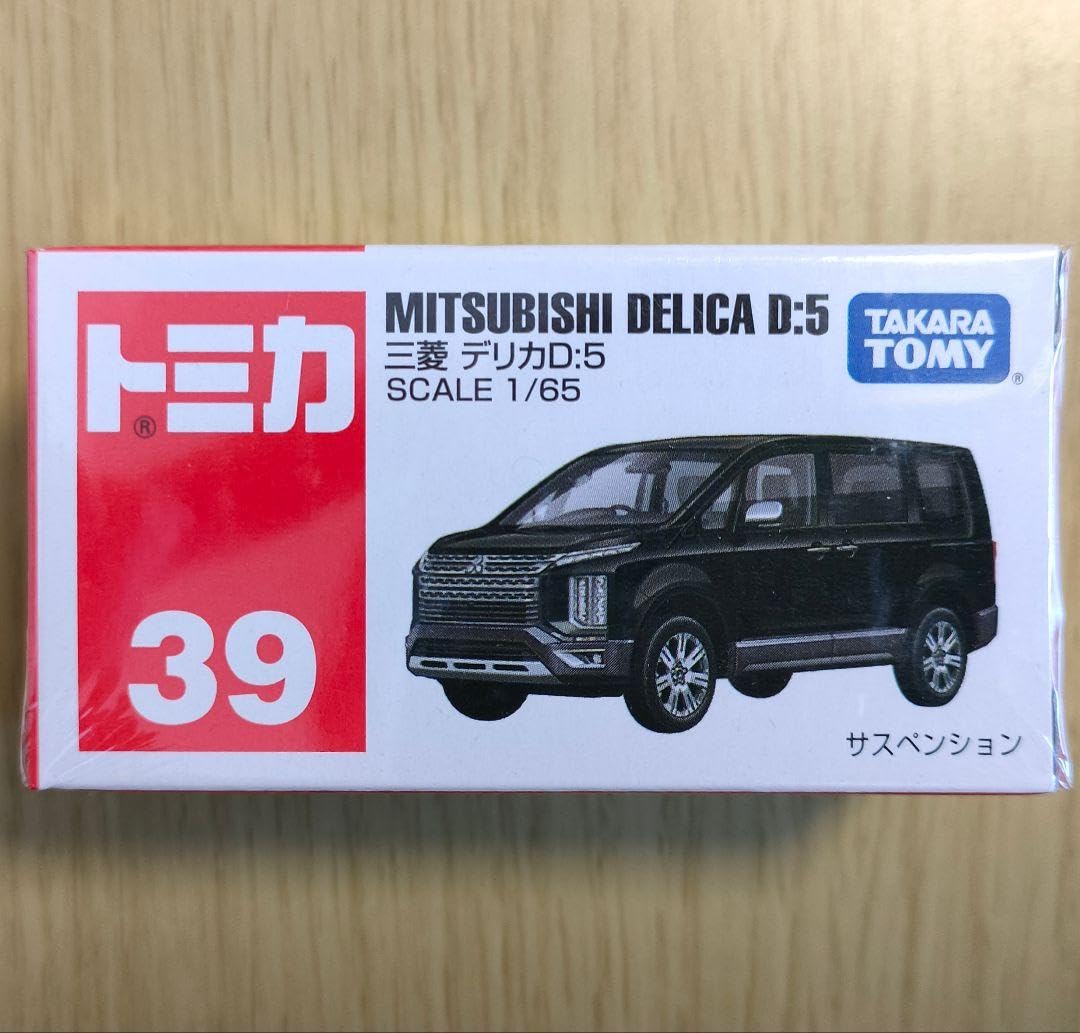 トミカ
®
39
MITSUBISHI DELICA D:5
三菱 デリカD:5
SCALE 1/65
TAKARA
TOMY
®
サスペンション